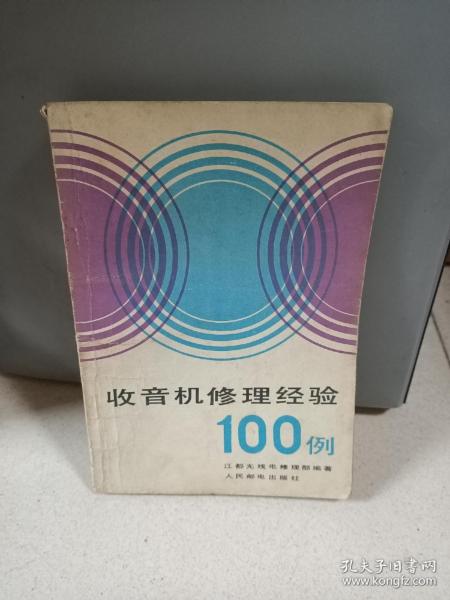 收音机修理经验
100例
江都无线电修理部编著
人民邮电出版社
孔夫子旧书网
www.kongfz.com